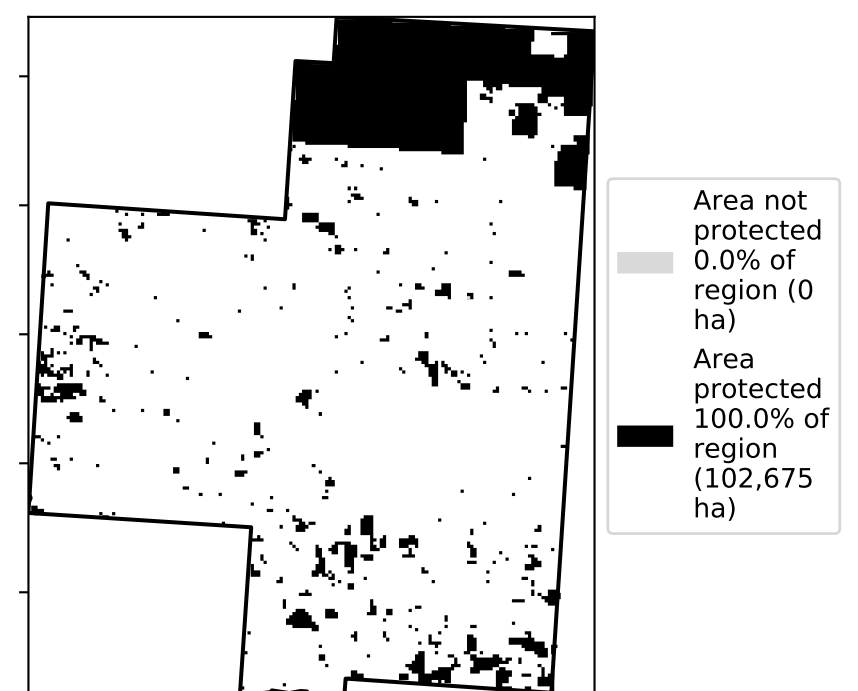 Area not
protected
0.0% of
region (0
ha)
Area
protected
100.0% of
region
(102,675
ha)